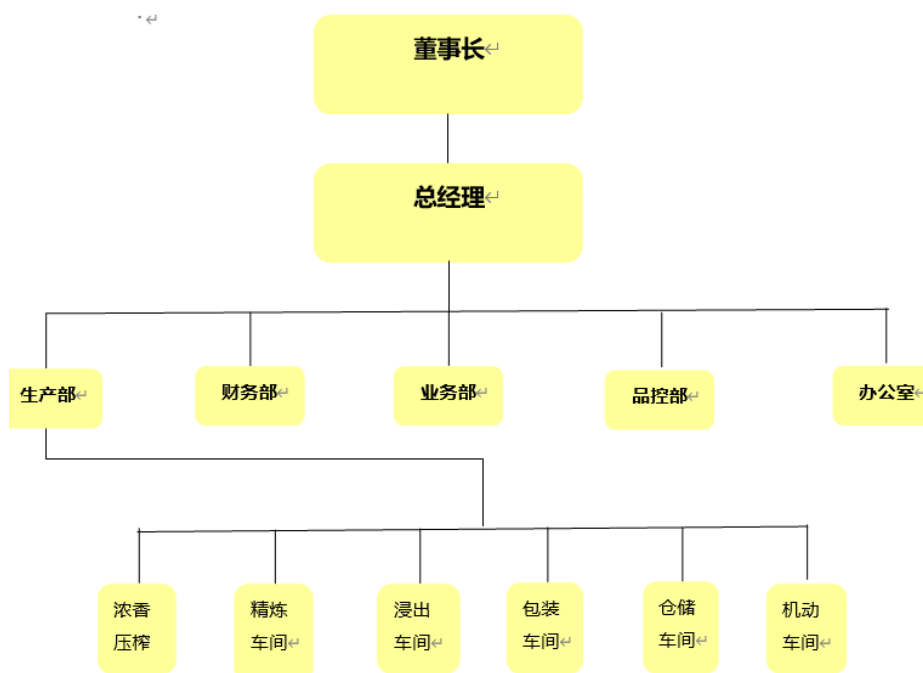 董事长
总经理
生产部
财务部
业务部
品控部
办公室
浓香
压榨
精炼
车间
浸出
车间
包装
车间
仓储
车间
机动
车间